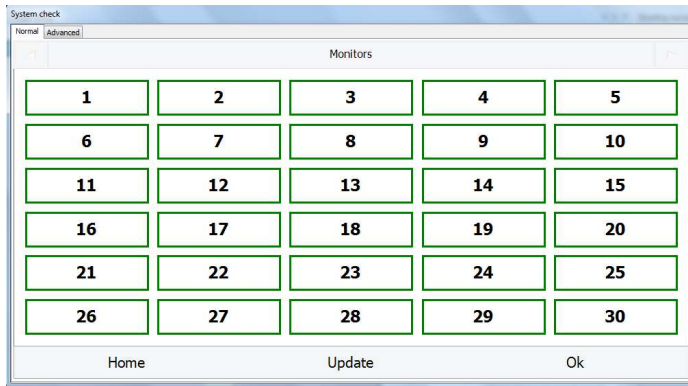 System check
Normal Advanced
Monitors
1 2 3 4 5
6 7 8 9 10
11 12 13 14 15
16 17 18 19 20
21 22 23 24 25
26 27 28 29 30
Home Update Ok